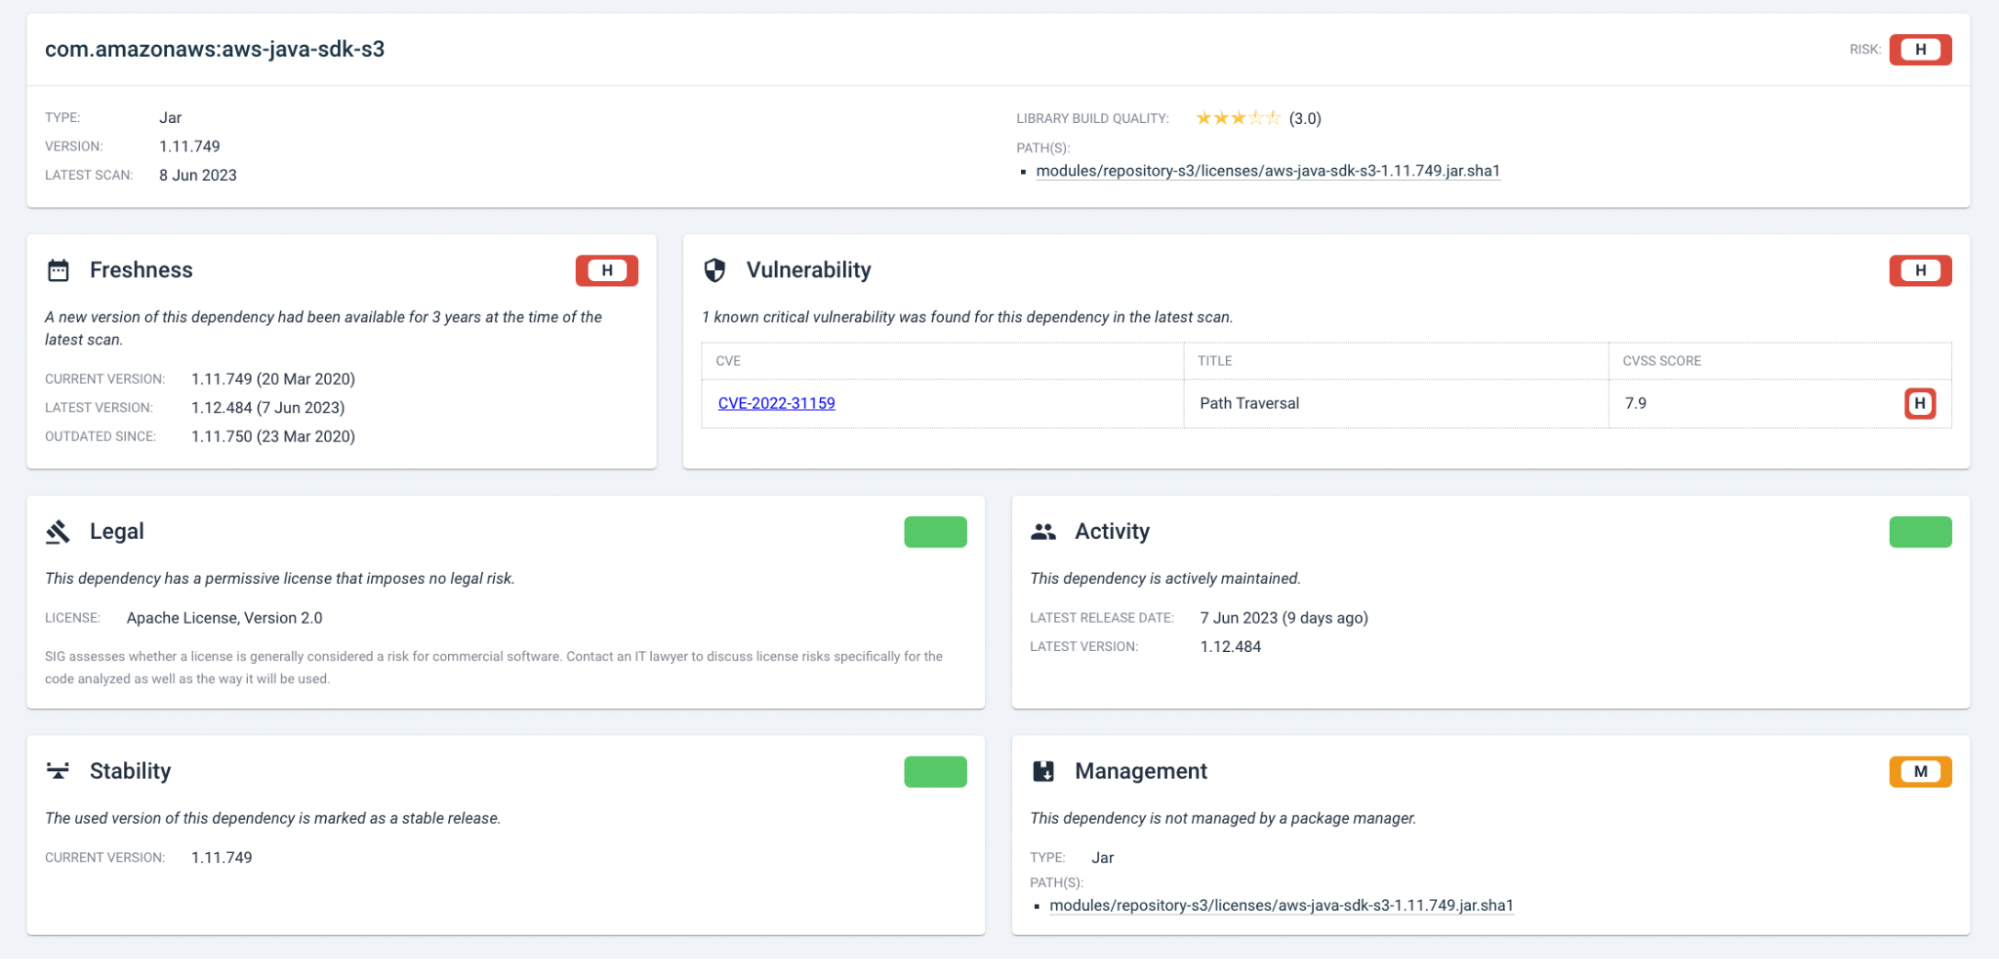 com.amazonaws:aws-java-sdk-s3
RISK: H
TYPE: Jar
VERSION: 1.11.749
LATEST SCAN: 8 Jun 2023
LIBRARY BUILD QUALITY: (3.0)
PATH(S):
modules/repository-s3/licenses/aws-java-sdk-s3-1.11.749.jar.sha1
Freshness H
A new version of this dependency had been available for 3 years at the time of the
latest scan.
CURRENT VERSION: 1.11.749 (20 Mar 2020)
LATEST VERSION: 1.12.484 (7 Jun 2023)
OUTDATED SINCE: 1.11.750 (23 Mar 2020)
Vulnerability H
1 known critical vulnerability was found for this dependency in the latest scan.
CVE TITLE CVSS SCORE
CVE-2022-31159 Path Traversal 7.9 H
Legal
This dependency has a permissive license that imposes no legal risk.
LICENSE: Apache License, Version 2.0
SIG assesses whether a license is generally considered a risk for commercial software. Contact an IT lawyer to discuss license risks specifically for the
code analyzed as well as the way it will be used.
Activity
This dependency is actively maintained.
LATEST RELEASE DATE: 7 Jun 2023 (9 days ago)
LATEST VERSION: 1.12.484
Stability
The used version of this dependency is marked as a stable release.
CURRENT VERSION: 1.11.749
Management M
This dependency is not managed by a package manager.
TYPE: Jar
PATH(S):
modules/repository-s3/licenses/aws-java-sdk-s3-1.11.749.jar.sha1